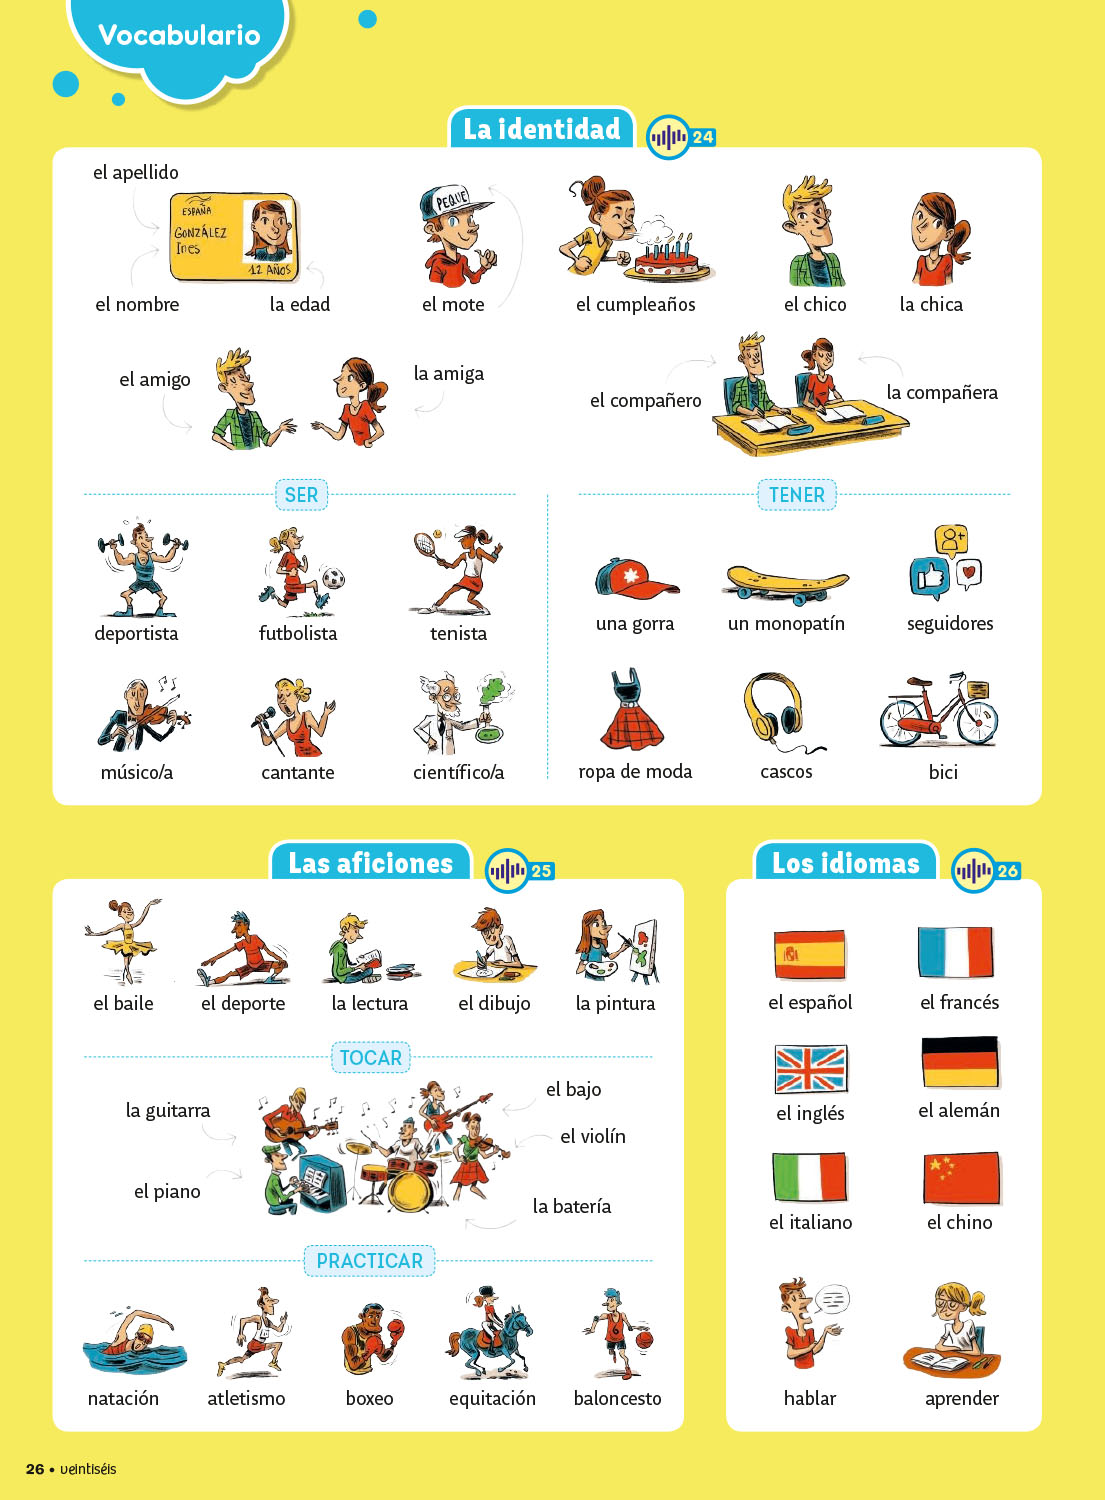 Vocabulario
La identidad
24
el apellido
ESPAÑA
GONZÁLEZ
Ines
12 AÑOS
el nombre
la edad
PEQUE
el mote
el cumpleaños
el chico
la chica
el amigo
la amiga
el compañero
la compañera
SER
deportista
futbolista
tenista
músico/a
cantante
científico/a
TENER
una gorra
un monopatín
seguidores
ropa de moda
cascos
bici
Las aficiones
25
el baile
el deporte
la lectura
el dibujo
la pintura
TOCAR
la guitarra
el bajo
el violín
el piano
la batería
PRACTICAR
natación
atletismo
boxeo
equitación
baloncesto
Los idiomas
26
el español
el francés
el inglés
el alemán
el italiano
el chino
hablar
aprender
26 • veintiséis